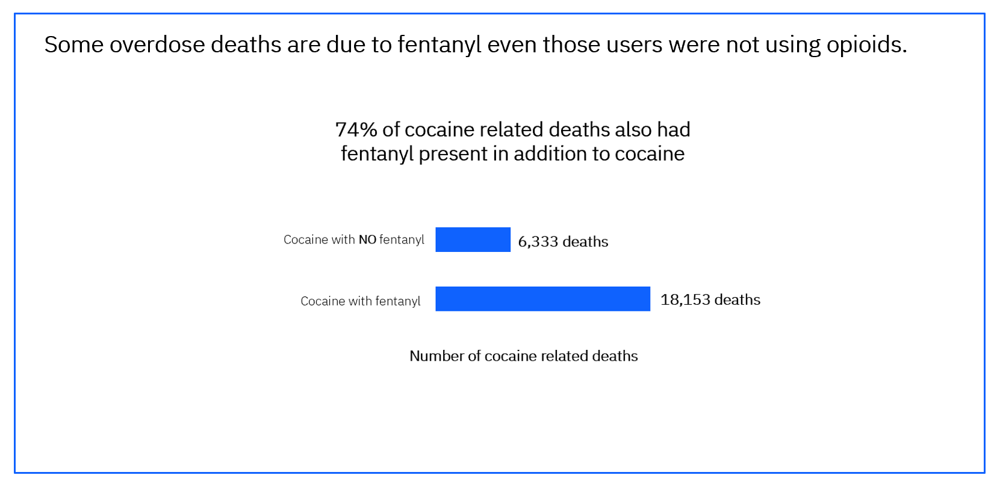 Some overdose deaths are due to fentanyl even those users were not using opioids.
74% of cocaine related deaths also had
fentanyl present in addition to cocaine
Cocaine with NO fentanyl
6,333 deaths
Cocaine with fentanyl
18,153 deaths
Number of cocaine related deaths